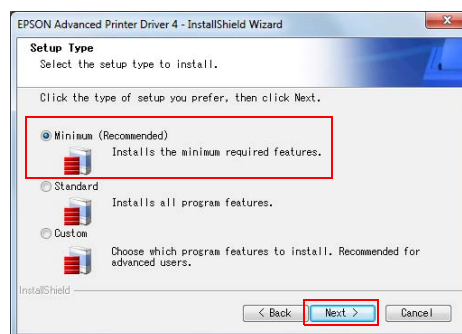 EPSON Advanced Printer Driver 4 - InstallShield Wizard
Setup Type
Select the setup type to install.
Click the type of setup you prefer, then click Next.
Minimum (Recommended)
Installs the minimum required features.
Standard
Installs all program features.
Custom
Choose which program features to install. Recommended for
advanced users.
InstallShield
< Back Next > Cancel